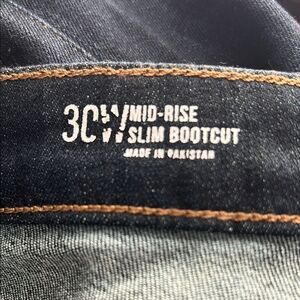 30W MID-RISE
SLIM BOOTCUT
MADE IN PAKISTAN